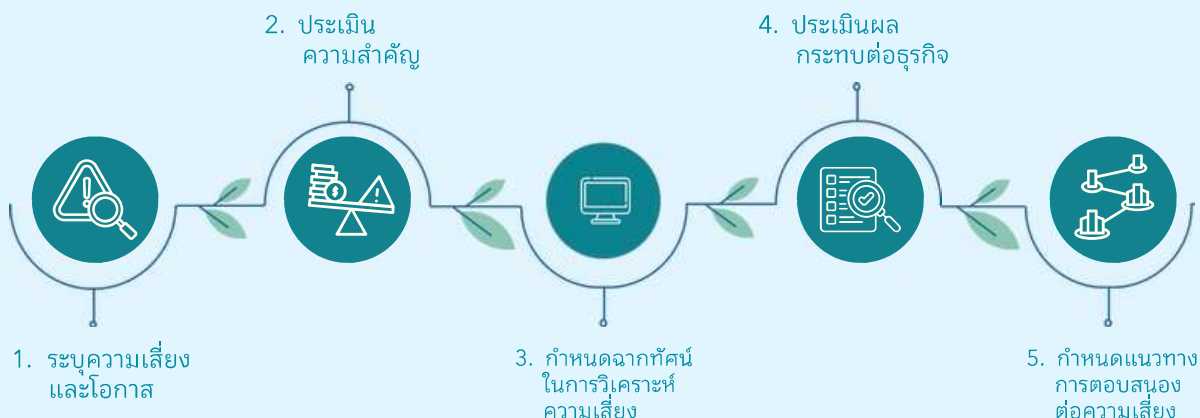 1. ระบุความเสี่ยง
และโอกาส
2. ประเมิน
ความสำคัญ
3. กำหนดฉากทัศน์
ในการวิเคราะห์
ความเสี่ยง
4. ประเมินผล
กระทบต่อธุรกิจ
5. กำหนดแนวทาง
การตอบสนอง
ต่อความเสี่ยง